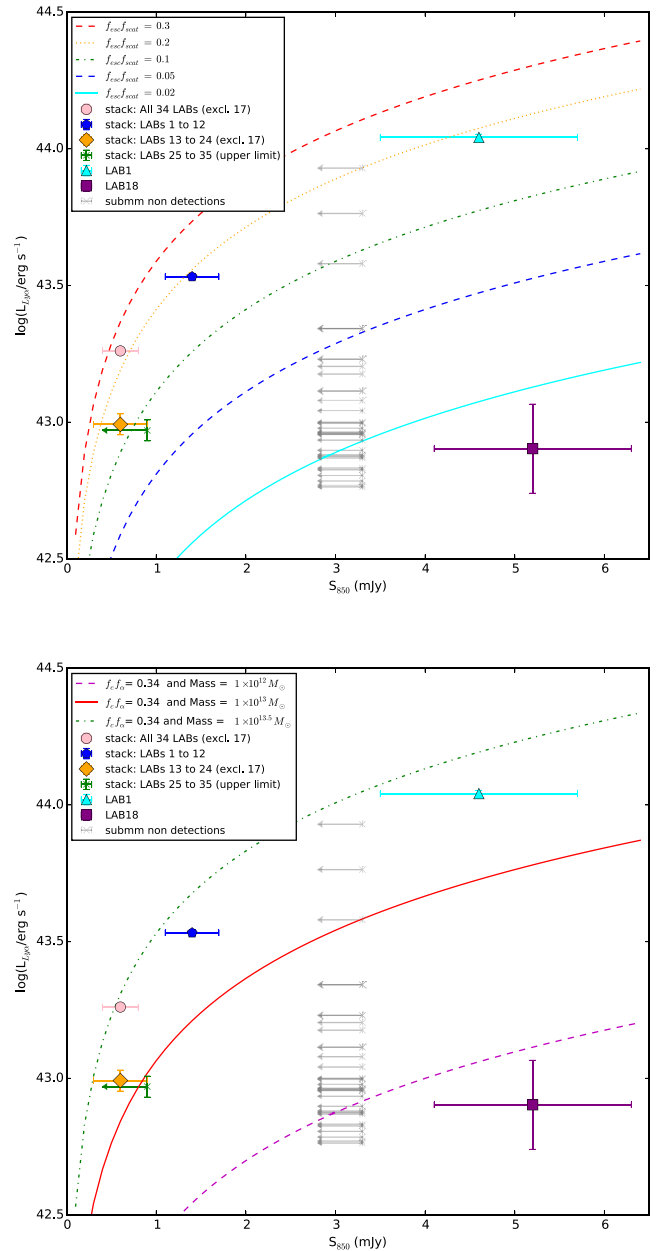 44.5
44.0
43.5
43.0
42.5
log(L_Lyα/erg s⁻¹)
f_esc f_scat = 0.3
f_esc f_scat = 0.2
f_esc f_scat = 0.1
f_esc f_scat = 0.05
f_esc f_scat = 0.02
stack: All 34 LABs (excl. 17)
stack: LABs 1 to 12
stack: LABs 13 to 24 (excl. 17)
stack: LABs 25 to 35 (upper limit)
LAB1
LAB18
submm non detections
0 1 2 3 4 5 6
S_850 (mJy)
44.5
44.0
43.5
43.0
42.5
log(L_Lyα/erg s⁻¹)
f_e f_α = 0.34 and Mass = 1×10¹² M_⊙
f_e f_α = 0.34 and Mass = 1×10¹³ M_⊙
f_e f_α = 0.34 and Mass = 1×10^13.5 M_⊙
stack: All 34 LABs (excl. 17)
stack: LABs 1 to 12
stack: LABs 13 to 24 (excl. 17)
stack: LABs 25 to 35 (upper limit)
LAB1
LAB18
submm non detections
0 1 2 3 4 5 6
S_850 (mJy)